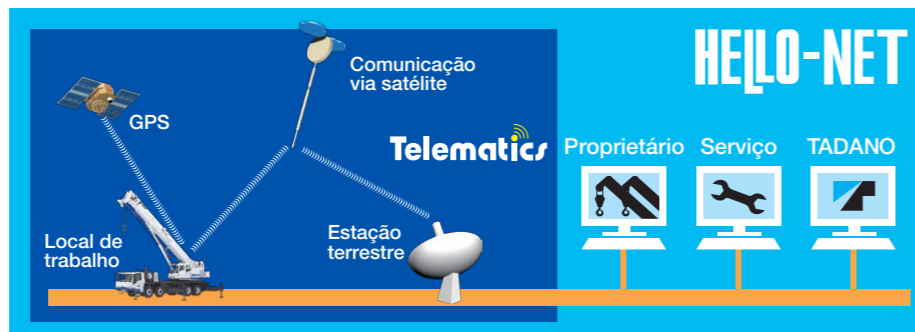 HELLO-NET
Comunicação
via satélite
GPS
Telematics
Proprietário
Serviço
TADANO
Local de
trabalho
Estação
terrestre